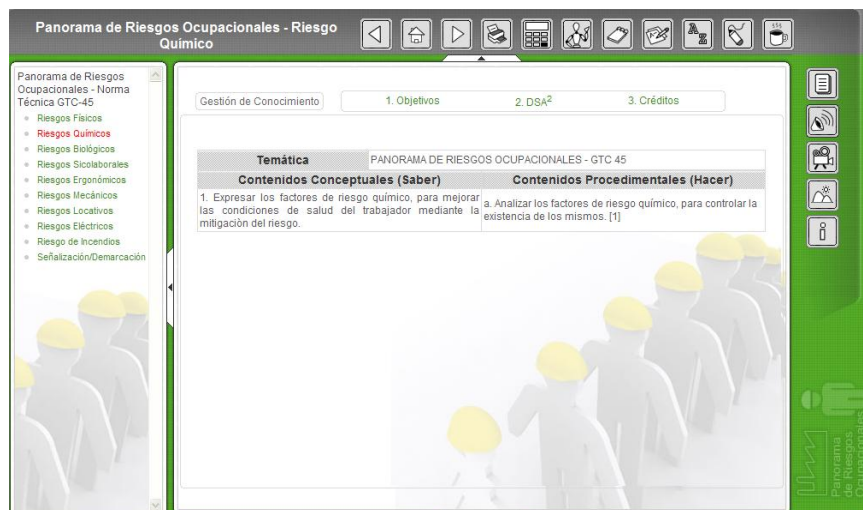 Panorama de Riesgos Ocupacionales - Riesgo
Quimico
Panorama de Riesgos
Ocupacionales - Norma
Técnica GTC-45
Riesgos Físicos
Riesgos Químicos
Riesgos Biológicos
Riesgos Sicolaborales
Riesgos Ergonómicos
Riesgos Mecánicos
Riesgos Locativos
Riesgos Eléctricos
Riesgo de Incendios
Señalización/Demarcación
Gestión de Conocimiento
1. Objetivos
2. DSA²
3. Créditos
Temática
PANORAMA DE RIESGOS OCUPACIONALES - GTC 45
Contenidos Conceptuales (Saber)
Contenidos Procedimentales (Hacer)
1. Expresar los factores de riesgo químico, para mejorar
las condiciones de salud del trabajador mediante la
mitigaciòn del riesgo.
a. Analizar los factores de riesgo químico, para controlar la
existencia de los mismos. [1]
Panorama
de Riesgos
Ocupacionales